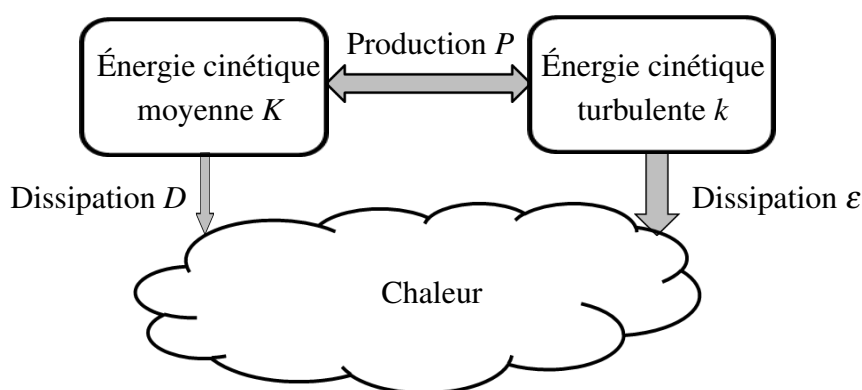 Production P
Énergie cinétique
moyenne K
Énergie cinétique
turbulente k
Dissipation D
Dissipation ε
Chaleur